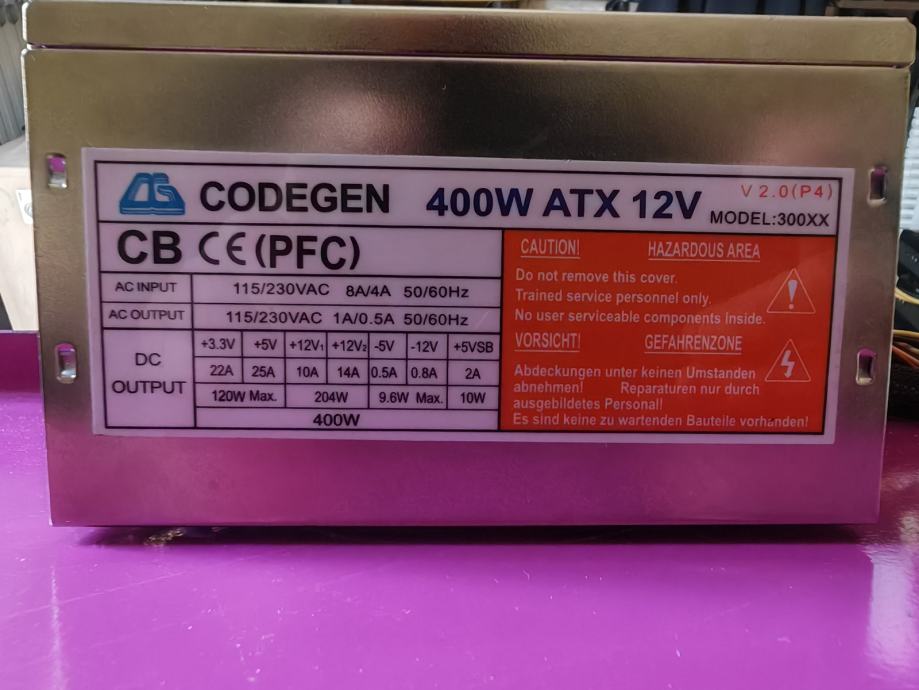 CODEGEN 400W ATX 12V V 2.0(P4)
MODEL:300XX
CB CE (PFC)
AC INPUT 115/230VAC 8A/4A 50/60Hz
AC OUTPUT 115/230VAC 1A/0.5A 50/60Hz
DC OUTPUT
+3.3V +5V +12V₁ +12V₂ -5V -12V +5VSB
22A 25A 10A 14A 0.5A 0.8A 2A
120W Max. 204W 9.6W Max. 10W
400W
CAUTION! HAZARDOUS AREA
Do not remove this cover.
Trained service personnel only.
No user serviceable components Inside.
VORSICHT! GEFAHRENZONE
Abdeckungen unter keinen Umstanden
abnehmen! Reparaturen nur durch
ausgebildetes Personal!
Es sind keine zu wartenden Bauteile vorhanden!